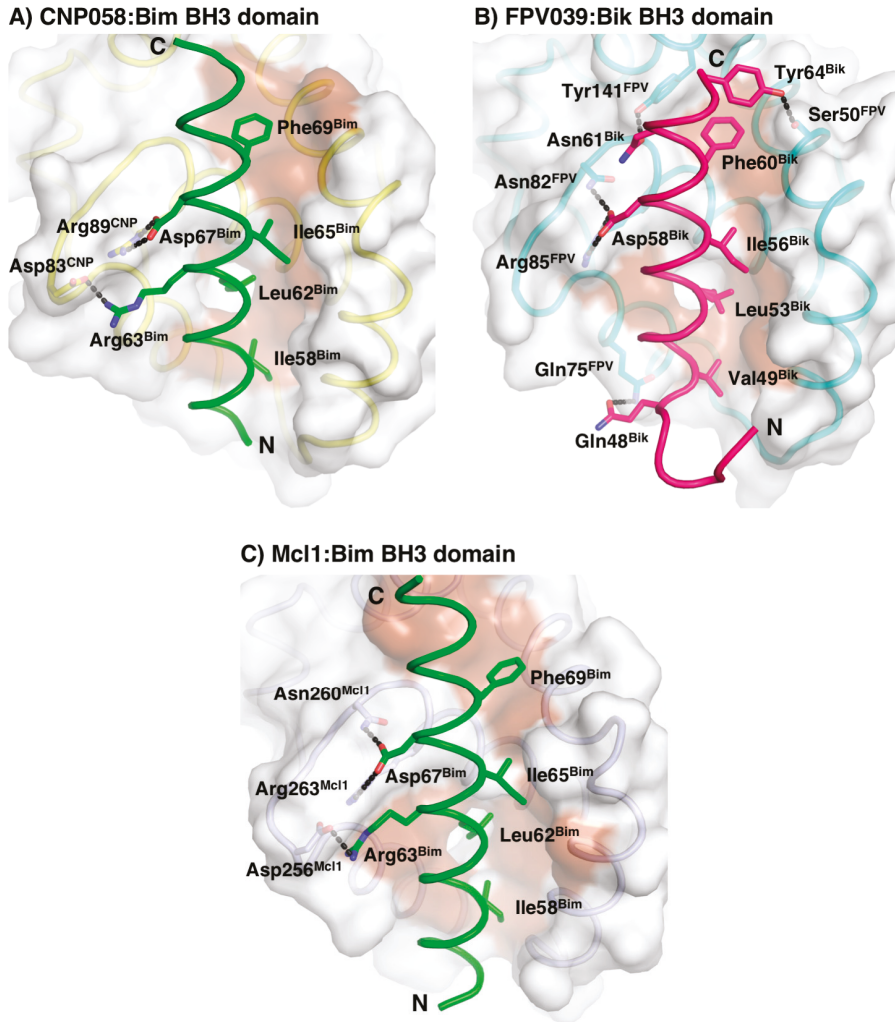 A) CNP058:Bim BH3 domain
C
Phe69Bim
Arg89CNP
Asp67Bim
Ile65Bim
Asp83CNP
Leu62Bim
Arg63Bim
Ile58Bim
N
B) FPV039:Bik BH3 domain
C
Tyr64Bik
Tyr141FPV
Ser50FPV
Asn61Bik
Phe60Bik
Asn82FPV
Asp58Bik
Ile56Bik
Arg85FPV
Leu53Bik
Gln75FPV
Val49Bik
N
Gln48Bik
C) Mcl1:Bim BH3 domain
C
Phe69Bim
Asn260Mcl1
Arg263Mcl1
Asp67Bim
Ile65Bim
Leu62Bim
Asp256Mcl1
Arg63Bim
Ile58Bim
N